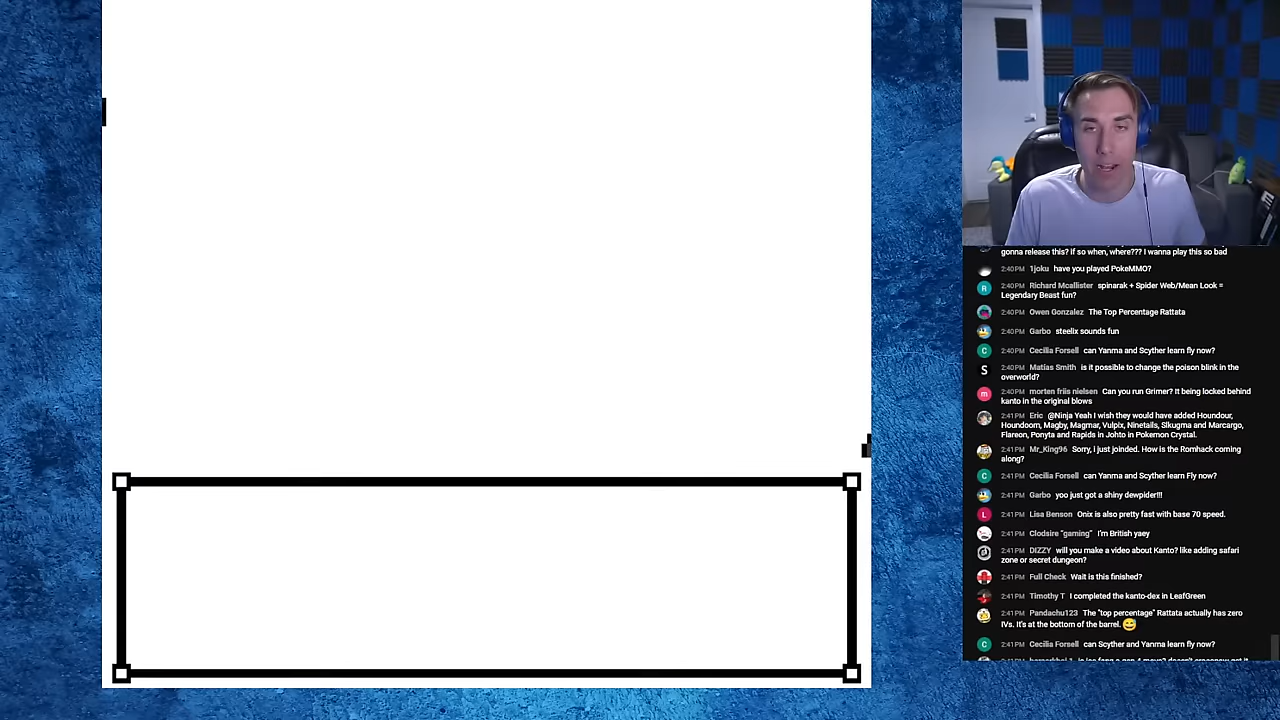 gonna release this? If so when, where??? I wanna play this so bad
2:40PM 1joku have you played PokeMMO?
R 2:40PM Richard Mcallister spinarak + Spider Web/Mean Look =
Legendary Beast fun?
2:40PM Owen Gonzalez The Top Percentage Rattata
2:40PM Garbo steelix sounds fun
C 2:40PM Cecilia Forsell can Yanma and Scyther learn fly now?
S 2:40PM Matías Smith is it possible to change the poison blink in the
overworld?
m 2:40PM morten friis nielsen Can you run Grimer? It being locked behind
kanto in the original blows
2:41PM Eric @Ninja Yeah I wish they would have added Houndour,
Houndoom, Magby, Magmar, Vulpix, Ninetails, Slkugma and Marcargo,
Flareon, Ponyta and Rapids in Johto in Pokemon Crystal.
2:41PM Mr_King96 Sorry, i just joinded. How is the Romhack coming
along?
C 2:41PM Cecilia Forsell can Yanma and Scyther Learn Fly now?
2:41PM Garbo yoo just got a shiny dewpider!!!
L 2:41PM Lisa Benson Onix is also pretty fast with base 70 speed.
2:41PM Clodsire "gaming" I'm British yaey
2:41PM DIZZY will you make a video about Kanto? like adding safari
zone or secret dungeon?
2:41PM Full Check Wait is this finished?
2:41PM Timothy T I completed the kanto-dex in LeafGreen
2:41PM Pandachu123 The "top percentage" Rattata actually has zero
IVs. It's at the bottom of the barrel. 😅
C 2:41PM Cecilia Forsell can Scyther and Yanma learn fly now?